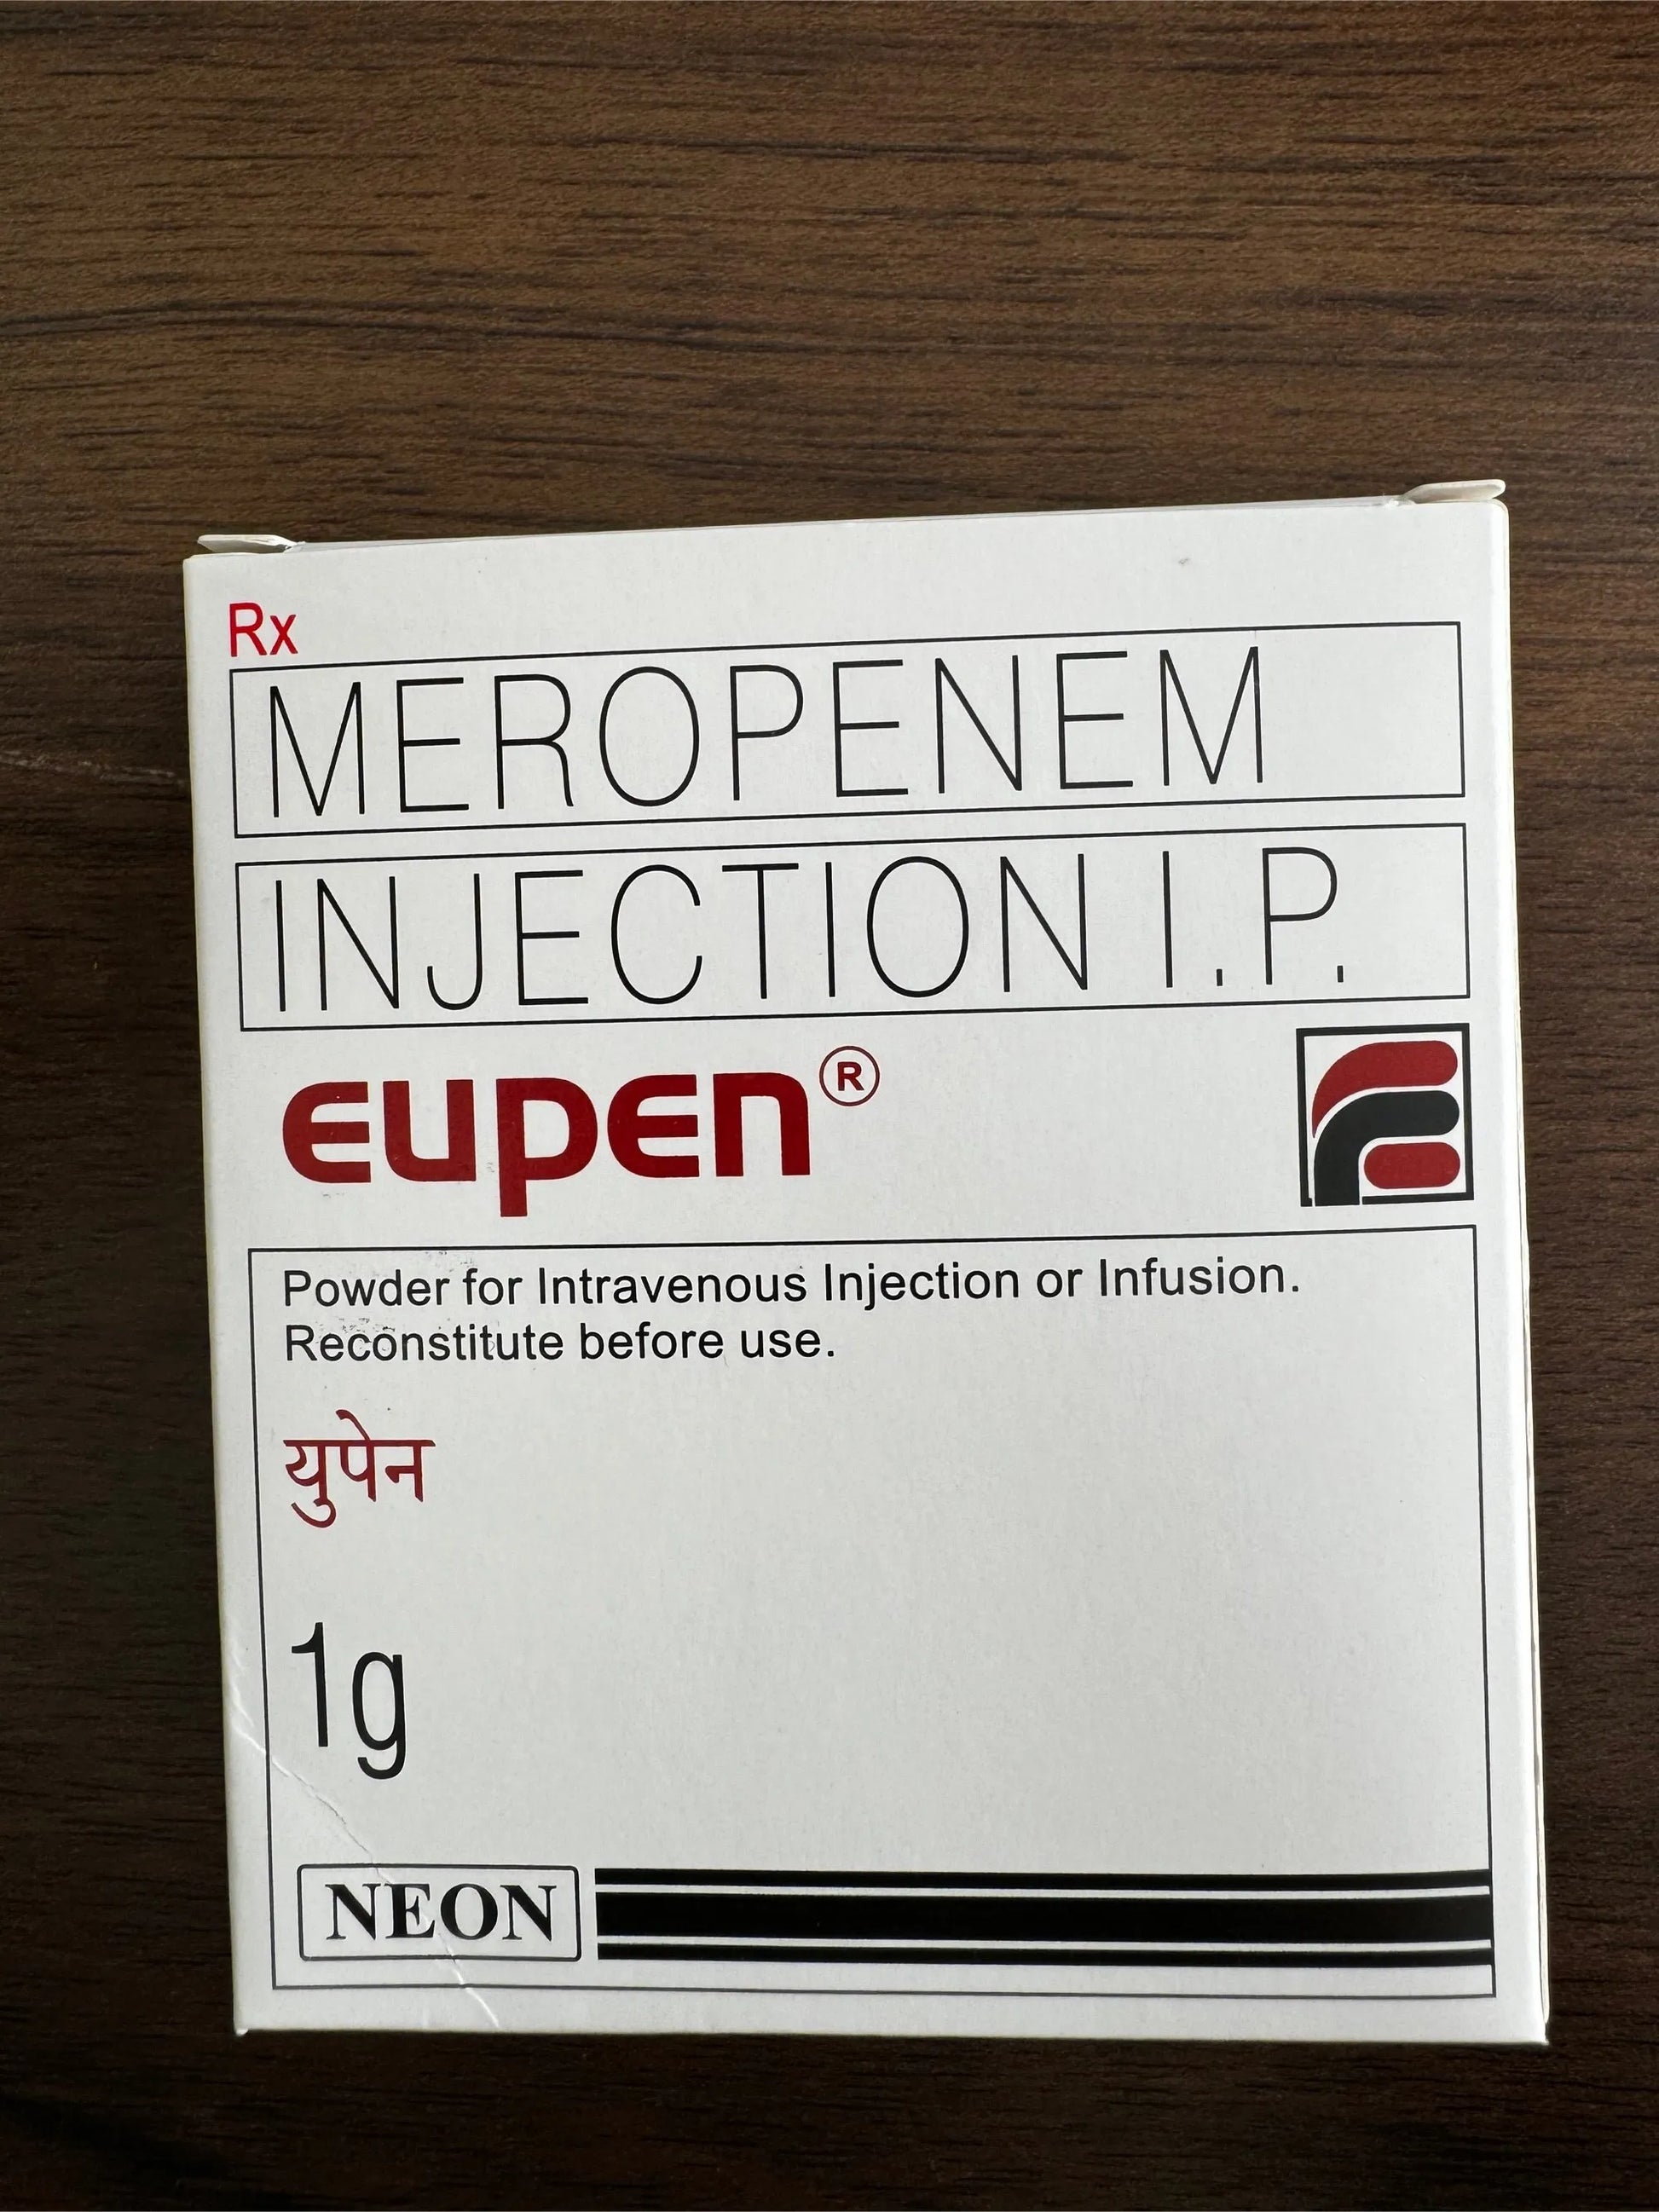 Rx
MEROPENEM
INJECTION I.P.
EUPEN®
Powder for Intravenous Injection or Infusion.
Reconstitute before use.
युपेन
1g
NEON